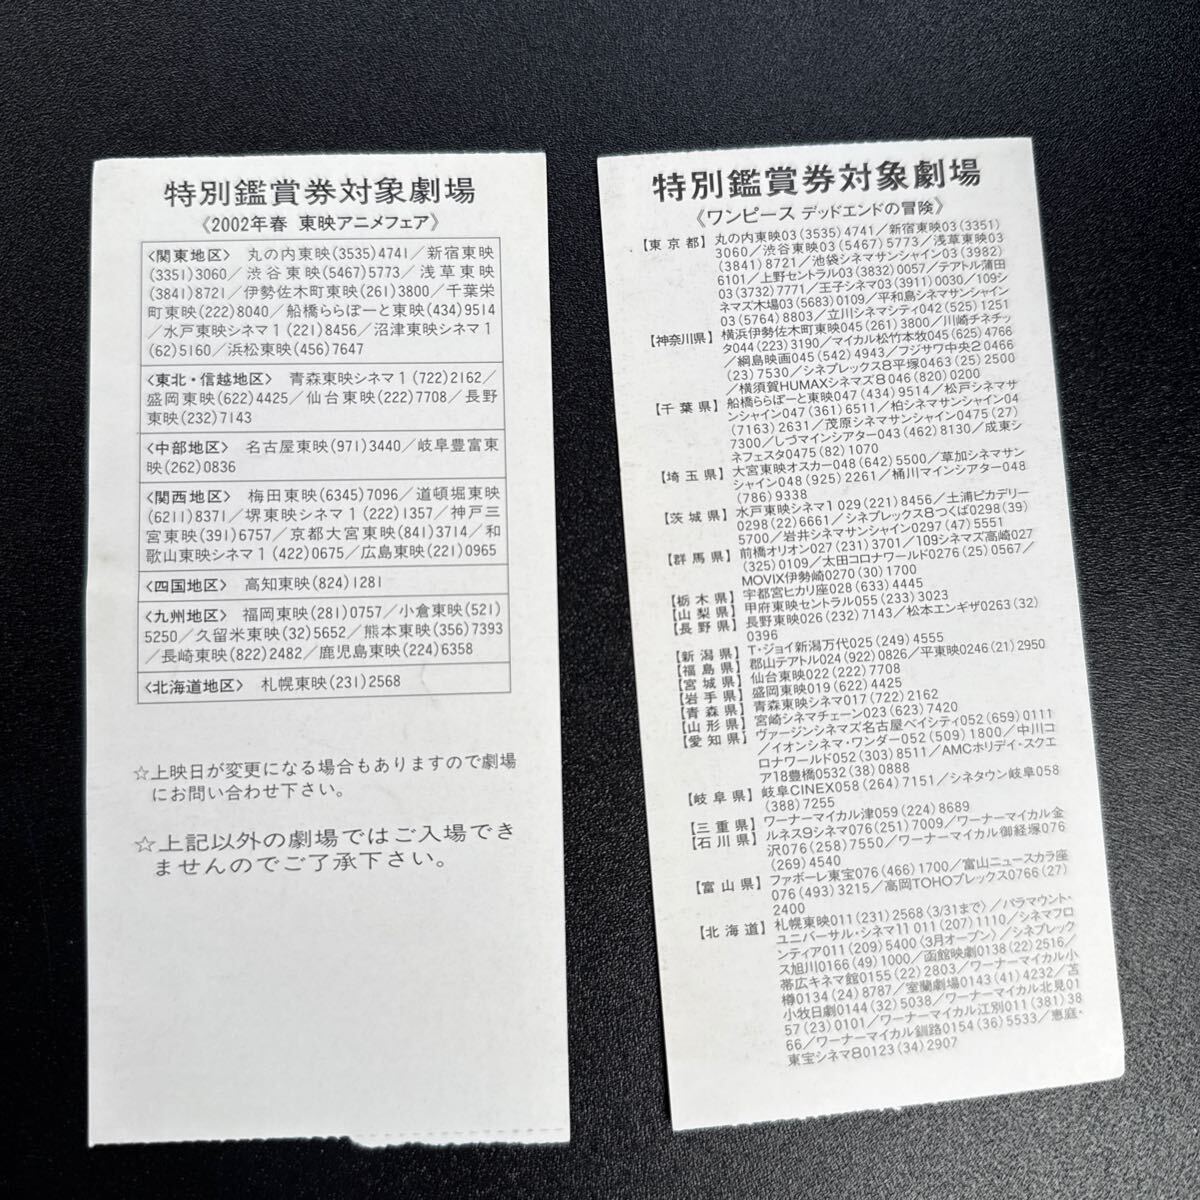 特別鑑賞券対象劇場
《2002年春 東映アニメフェア》
〈関東地区〉 丸の内東映(3535)4741／新宿東映
(3351)3060／渋谷東映(5467)5773／浅草東映
(3841)8721／伊勢佐木町東映(261)3800／千葉栄
町東映(222)8040／船橋ららぽーと東映(434)9514
／水戸東映シネマ1(221)8456／沼津東映シネマ1
(62)5160／浜松東映(456)7647
〈東北・信越地区〉 青森東映シネマ1(722)2162／
盛岡東映(622)4425／仙台東映(222)7708／長野
東映(232)7143
〈中部地区〉 名古屋東映(971)3440／岐阜豊富東
映(262)0836
〈関西地区〉 梅田東映(6345)7096／道頓堀東映
(6211)8371／堺東映シネマ1(222)1357／神戸三
宮東映(391)6757／京都大宮東映(841)3714／和
歌山東映シネマ1(422)0675／広島東映(221)0965
〈四国地区〉 高知東映(824)1281
〈九州地区〉 福岡東映(281)0757／小倉東映(521)
5250／久留米東映(32)5652／熊本東映(356)7393
／長崎東映(822)2482／鹿児島東映(224)6358
〈北海道地区〉 札幌東映(231)2568
☆上映日が変更になる場合もありますので劇場
にお問い合わせ下さい。
☆上記以外の劇場ではご入場でき
ませんのでご了承下さい。
特別鑑賞券対象劇場
《ワンピース デッドエンドの冒険》
【東京都】丸の内東映03(3535)4741／新宿東映03(3351)
3060／渋谷東映03(5467)5773／浅草東映03
(3841)8721／池袋シネマサンシャイン03(3982)
6101／上野セントラル03(3832)0057／テアトル蒲田
03(3732)7771／王子シネマ03(3911)0030／109シ
ネマズ木場03(5683)0109／平和島シネマサンシャイン
03(5764)8803／立川シネマシティ042(525)1251
【神奈川県】横浜伊勢佐木町東映045(261)3800／川崎チネチッ
タ044(223)3190／マイカル松竹本牧045(625)4766
／綱島映画045(542)4943／フジサワ中央2 0466
(23)7530／シネプレックス8平塚0463(25)2500
／横須賀HUMAXシネマズ8 046(820)0200
【千葉県】船橋ららぽーと東映047(434)9514／松戸シネマサ
ンシャイン047(361)6511／柏シネマサンシャイン04
(7163)2631／茂原シネマサンシャイン0475(27)
7300／しづマインシアター043(462)8130／成東シ
ネフェスタ0475(82)1070
【埼玉県】大宮東映オスカー048(642)5500／草加シネマサン
シャイン048(925)2261／桶川マインシアター048
(786)9338
【茨城県】水戸東映シネマ1 029(221)8456／土浦ピカデリー
0298(22)6661／シネプレックス8つくば0298(39)
5700／岩井シネマサンシャイン0297(47)5551
【群馬県】前橋オリオン027(231)3701／109シネマズ高崎027
(325)0109／太田コロナワールド0276(25)0567／
MOVIX伊勢崎0270(30)1700
【栃木県】宇都宮ヒカリ座028(633)4445
【山梨県】甲府東映セントラル055(233)3023
【長野県】長野東映026(232)7143／松本エンギザ0263(32)
0396
【新潟県】T・ジョイ新潟万代025(249)4555
【福島県】郡山テアトル024(922)0826／平東映0246(21)2950
【宮城県】仙台東映022(222)7708
【岩手県】盛岡東映019(622)4425
【青森県】青森東映シネマ017(722)2162
【山形県】宮崎シネマチェーン023(623)7420
【愛知県】ヴァージンシネマズ名古屋ベイシティ052(659)0111
／イオンシネマ・ワンダー052(509)1800／中川コ
ロナワールド052(303)8511／AMCホリデイ・スクエ
ア18豊橋0532(38)0888
【岐阜県】岐阜CINEX058(264)7151／シネタウン岐阜058
(388)7255
【三重県】ワーナーマイカル津059(224)8689
【石川県】ルネス9シネマ076(251)7009／ワーナーマイカル金
沢076(258)7550／ワーナーマイカル御経塚076
(269)4540
【富山県】ファボーレ東宝076(466)1700／富山ニュースカラ座
076(493)3215／高岡TOHOプレックス0766(27)
2400
【北海道】札幌東映011(231)2568〈3/31まで〉／パラマウント・
ユニバーサル・シネマ11 011(207)1110／シネマフロ
ンティア011(209)5400〈3月オープン〉／シネプレック
ス旭川0166(49)1000／函館映劇0138(22)2516／
帯広キネマ館0155(22)2803／ワーナーマイカル小
樽0134(24)8787／室蘭劇場0143(41)4232／苫
小牧日劇0144(32)5038／ワーナーマイカル北見01
57(23)0101／ワーナーマイカル江別011(381)38
66／ワーナーマイカル釧路0154(36)5533／恵庭・
東宝シネマ8 0123(34)2907